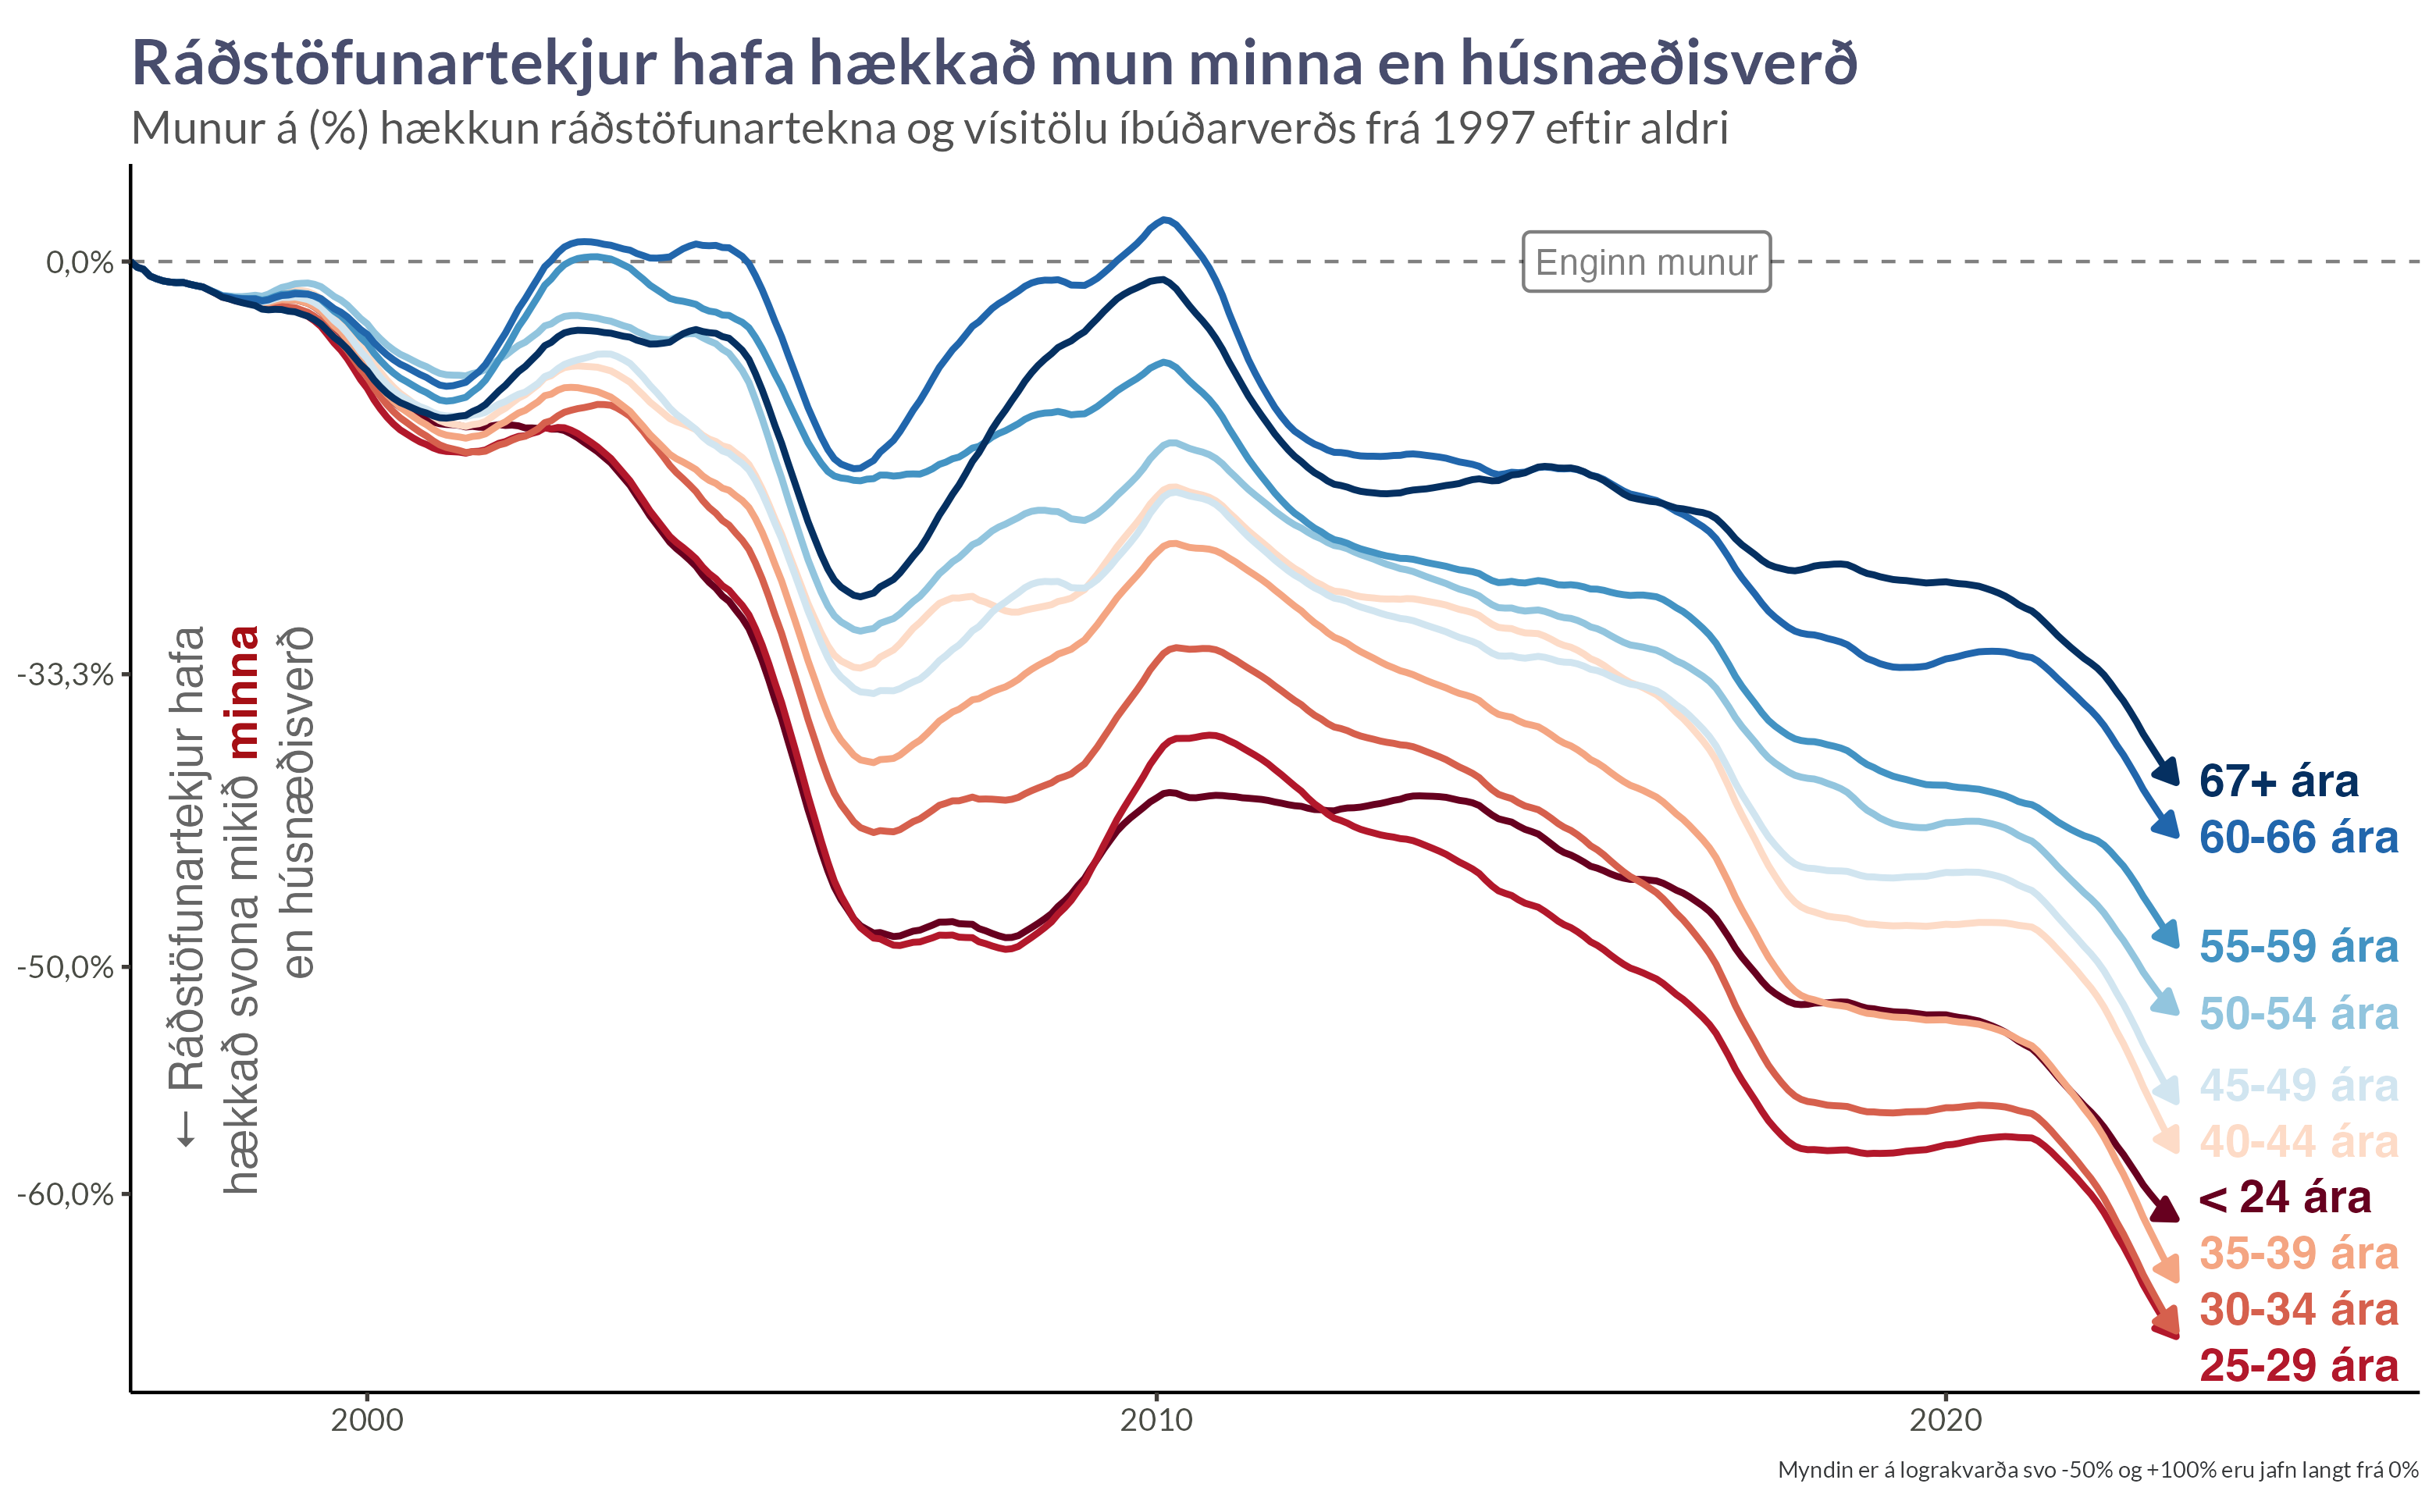 Ráðstöfunartekjur hafa hækkað mun minna en húsnæðisverð
Munur á (%) hækkun ráðstöfunartekna og vísitölu íbúðarverðs frá 1997 eftir aldri
0,0%
-33,3%
-50,0%
-60,0%
Enginn munur
← Ráðstöfunartekjur hafa
hækkað svona mikið minna
en húsnæðisverð
67+ ára
60-66 ára
55-59 ára
50-54 ára
45-49 ára
40-44 ára
< 24 ára
35-39 ára
30-34 ára
25-29 ára
2000
2010
2020
Myndin er á lograkvarða svo -50% og +100% eru jafn langt frá 0%